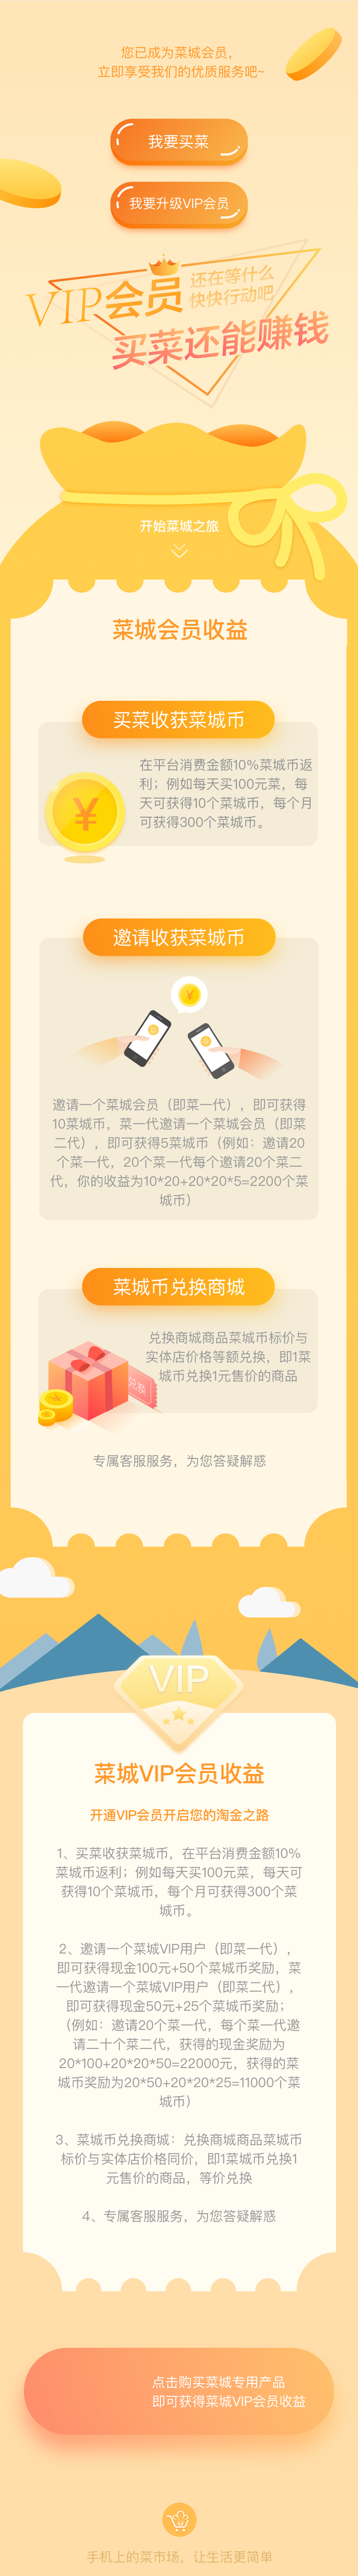 您已成为菜城会员，
立即享受我们的优质服务吧~
我要买菜
我要升级VIP会员
还在等什么
快快行动吧
VIP会员
买菜还能赚钱
开始菜城之旅
菜城会员收益
买菜收获菜城币
在平台消费金额10%菜城币返
利；例如每天买100元菜，每
天可获得10个菜城币，每个月
可获得300个菜城币。
¥
邀请收获菜城币
¥
邀请一个菜城会员（即菜一代），即可获得
10菜城币，菜一代邀请一个菜城会员（即菜
二代），即可获得5菜城币（例如：邀请20
个菜一代，20个菜一代每个邀请20个菜二
代，你的收益为10*20+20*20*5=2200个菜
城币）
菜城币兑换商城
兑换商城商品菜城币标价与
实体店价格等额兑换，即1菜
城币兑换1元售价的商品
兑换
专属客服服务，为您答疑解惑
VIP
菜城VIP会员收益
开通VIP会员开启您的淘金之路
1、买菜收获菜城币，在平台消费金额10%
菜城币返利；例如每天买100元菜，每天可
获得10个菜城币，每个月可获得300个菜
城币。
2、邀请一个菜城VIP用户（即菜一代），
即可获得现金100元+50个菜城币奖励，菜
一代邀请一个菜城VIP用户（即菜二代），
即可获得现金50元+25个菜城币奖励；
（例如：邀请20个菜一代，每个菜一代邀
请二十个菜二代，获得的现金奖励为
20*100+20*20*50=22000元，获得的菜
城币奖励为20*50+20*20*25=11000个菜
城币）
3、菜城币兑换商城：兑换商城商品菜城币
标价与实体店价格同价，即1菜城币兑换1
元售价的商品，等价兑换
4、专属客服服务，为您答疑解惑
点击购买菜城专用产品
即可获得菜城VIP会员收益
手机上的菜市场，让生活更简单